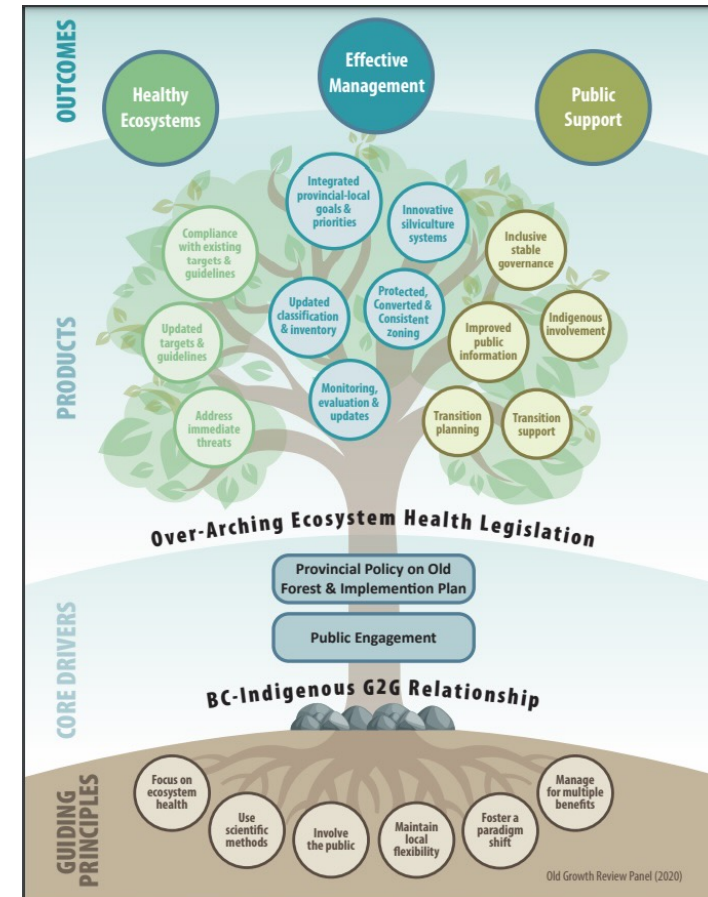 OUTCOMES
Healthy
Ecosystems
Effective
Management
Public
Support
PRODUCTS
Integrated
provincial-local
goals &
priorities
Innovative
silviculture
systems
Compliance
with existing
targets &
guidelines
Inclusive
stable
governance
Updated
classification
& inventory
Protected,
Converted &
Consistent
zoning
Indigenous
involvement
Updated
targets &
guidelines
Improved
public
information
Monitoring,
evaluation &
updates
Address
immediate
threats
Transition
planning
Transition
support
Over-Arching Ecosystem Health Legislation
CORE DRIVERS
Provincial Policy on Old
Forest & Implemention Plan
Public Engagement
BC-Indigenous G2G Relationship
GUIDING
PRINCIPLES
Focus on
ecosystem
health
Use
scientific
methods
Involve
the public
Maintain
local
flexibility
Foster a
paradigm
shift
Manage
for multiple
benefits
Old Growth Review Panel (2020)